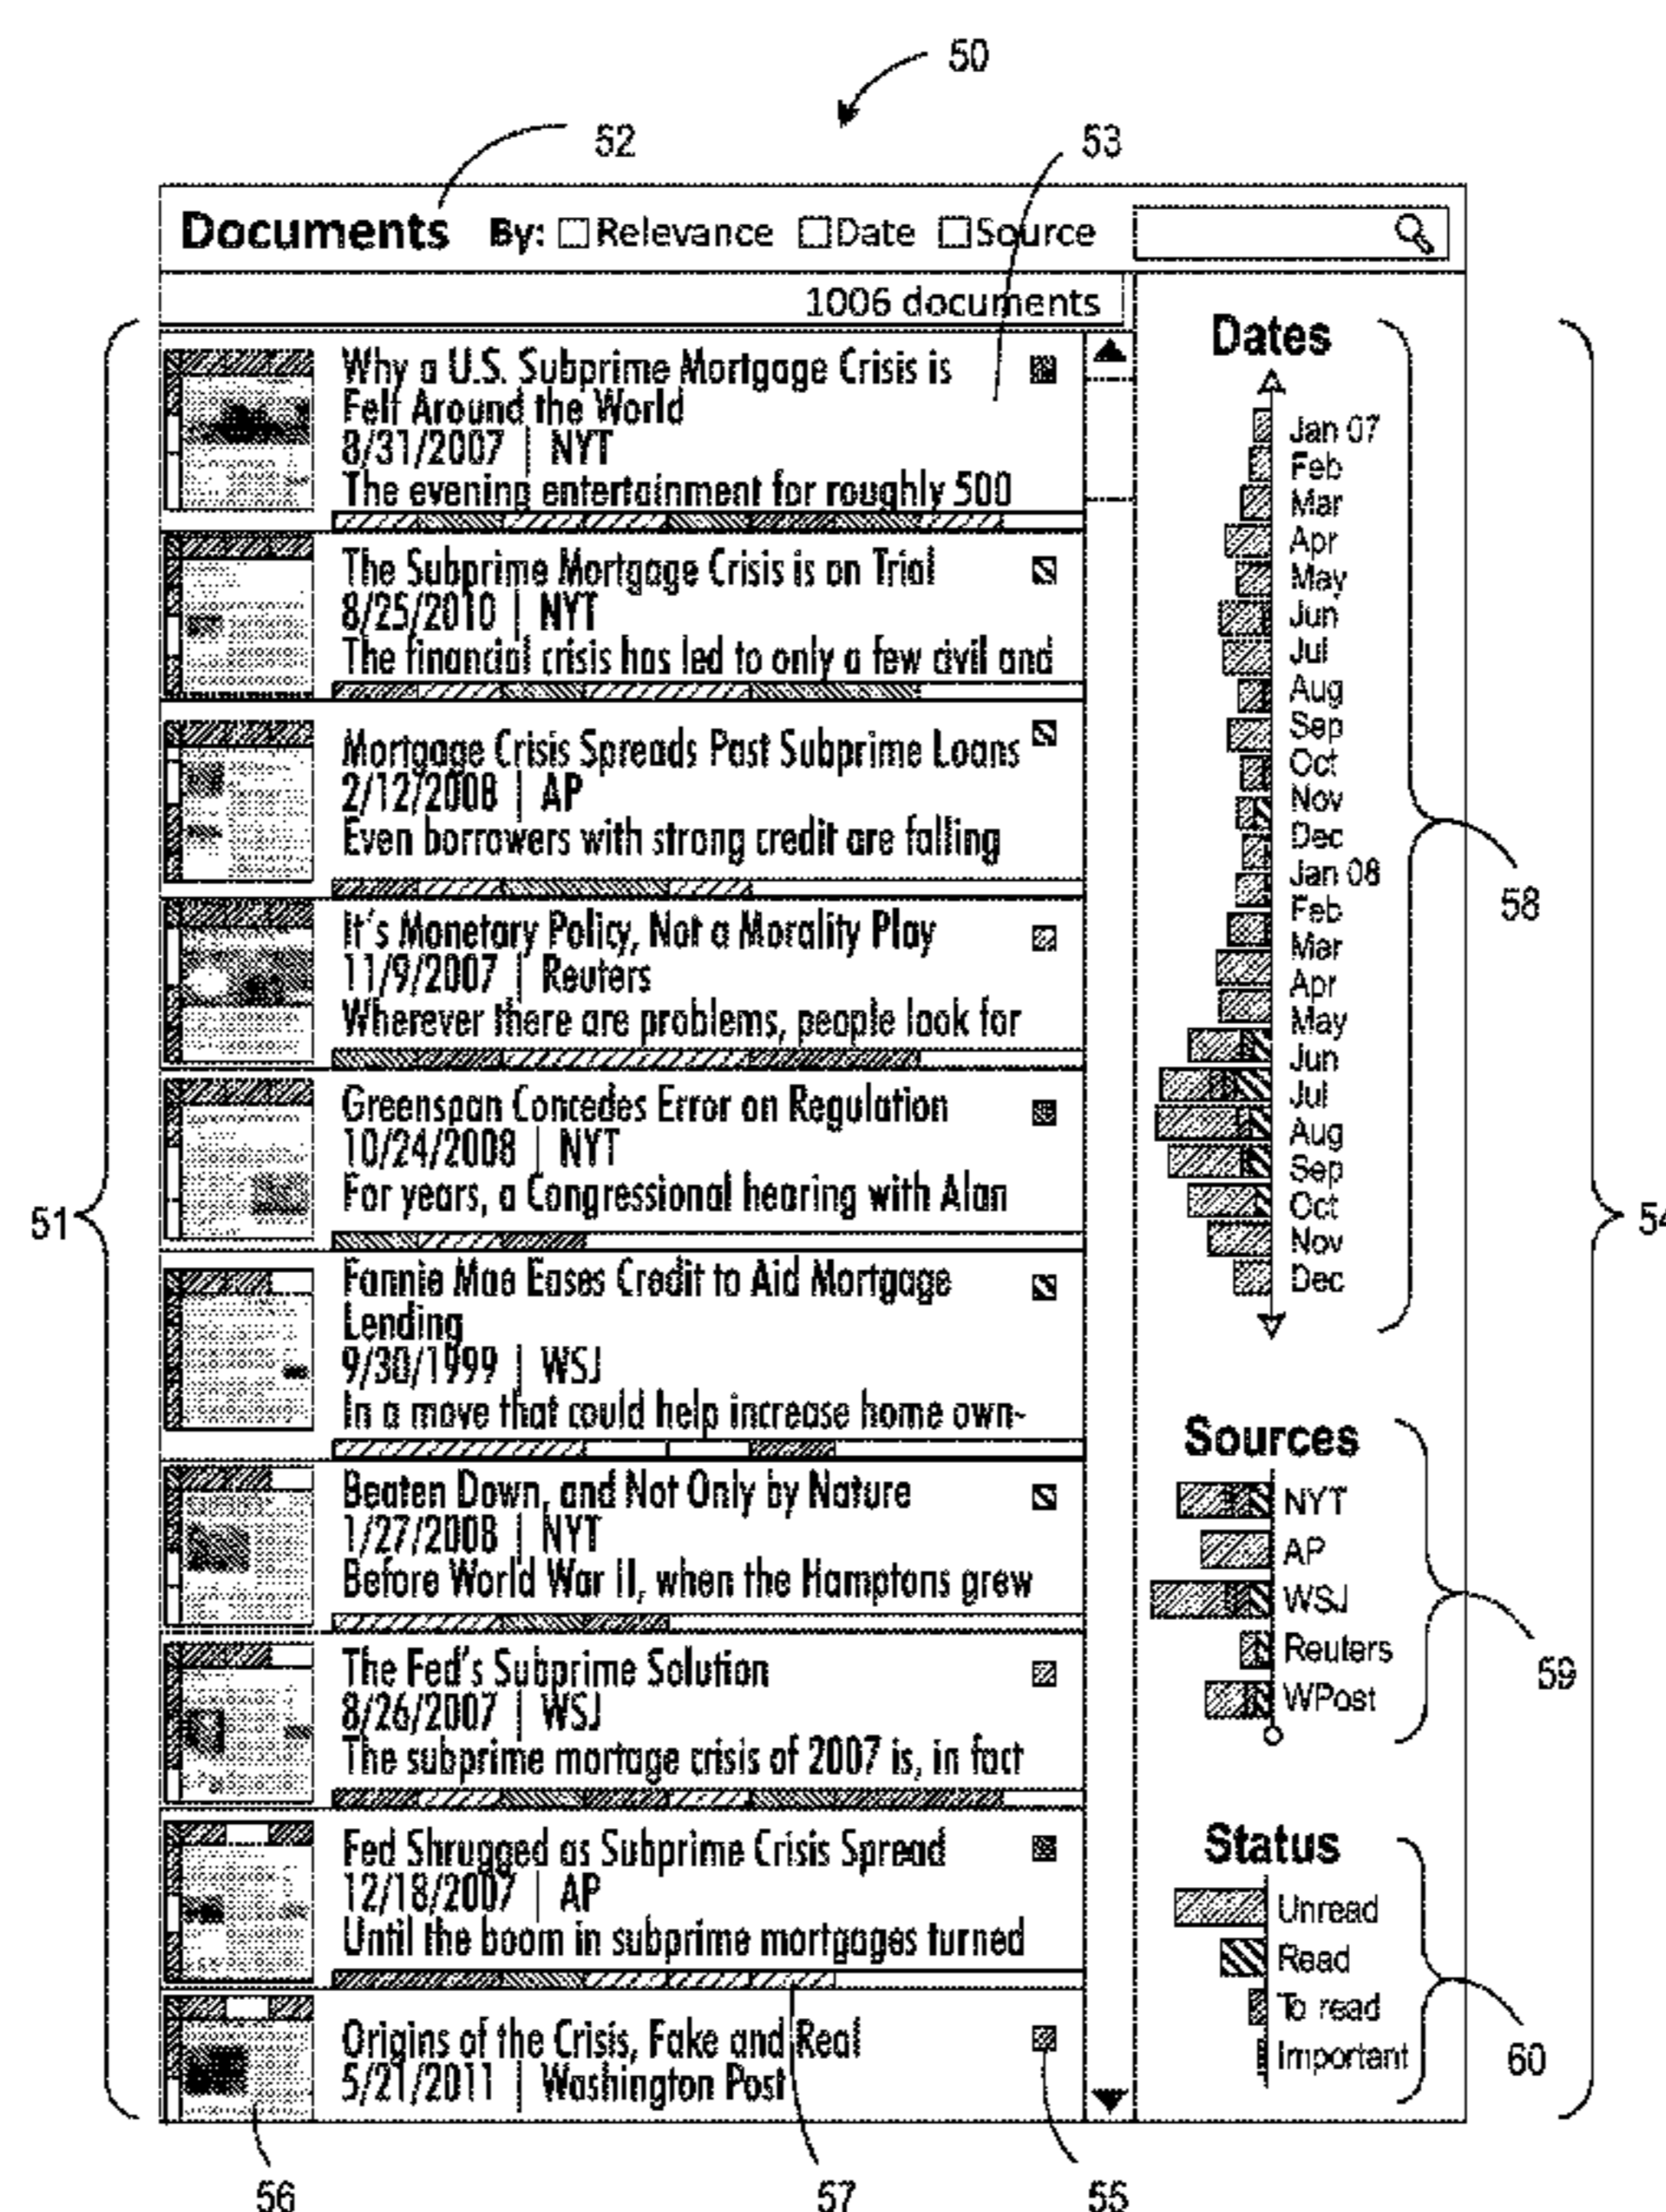 50
52
53
Documents By: Relevance Date Source
1006 documents
51
Why a U.S. Subprime Mortgage Crisis is
Felt Around the World
8/31/2007 | NYT
The evening entertainment for roughly 500
The Subprime Mortgage Crisis is on Trial
8/25/2010 | NYT
The financial crisis has led to only a few civil and
Mortgage Crisis Spreads Past Subprime Loans
2/12/2008 | AP
Even borrowers with strong credit are falling
It's Monetary Policy, Not a Morality Play
11/9/2007 | Reuters
Wherever there are problems, people look for
Greenspan Concedes Error on Regulation
10/24/2008 | NYT
For years, a Congressional hearing with Alan
Fannie Mae Eases Credit to Aid Mortgage
Lending
9/30/1999 | WSJ
In a move that could help increase home own-
Beaten Down, and Not Only by Nature
1/27/2008 | NYT
Before World War II, when the Hamptons grew
The Fed's Subprime Solution
8/26/2007 | WSJ
The subprime mortage crisis of 2007 is, in fact
Fed Shrugged as Subprime Crisis Spread
12/18/2007 | AP
Until the boom in subprime mortgages turned
Origins of the Crisis, Fake and Real
5/21/2011 | Washington Post
Dates
Jan 07
Feb
Mar
Apr
May
Jun
Jul
Aug
Sep
Oct
Nov
Dec
Jan 08
Feb
Mar
Apr
May
Jun
Jul
Aug
Sep
Oct
Nov
Dec
58
54
Sources
NYT
AP
WSJ
Reuters
WPost
59
Status
Unread
Read
To read
Important
60
56
57
55